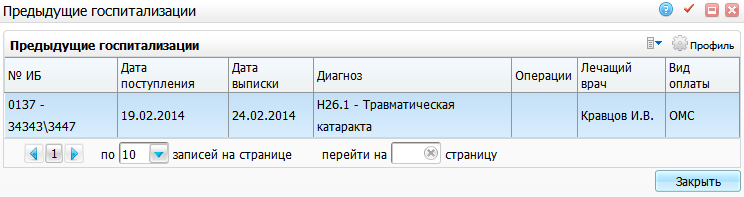 Предыдущие госпитализации
Предыдущие госпитализации
Профиль
№ ИБ
Дата поступления
Дата выписки
Диагноз
Операции
Лечащий врач
Вид оплаты
0137 - 34343\3447
19.02.2014
24.02.2014
H26.1 - Травматическая катаракта
Кравцов И.В.
ОМС
1 по 10 записей на странице перейти на страницу
Закрыть